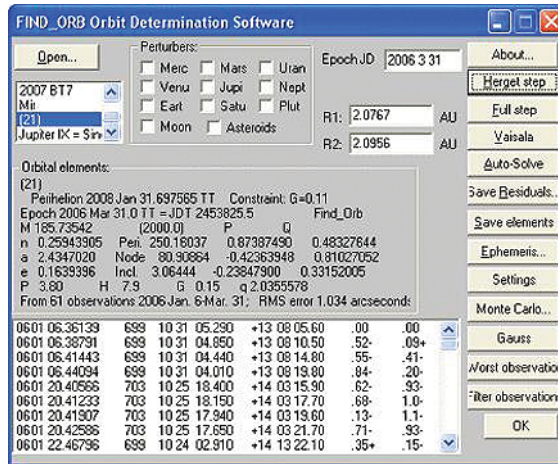 FIND_ORB Orbit Determination Software
Open...
Perturbers:
Merc Mars Uran
Venu Jupi Nept
Eart Satu Plut
Moon Asteroids
Epoch JD 2006 3 31
R1: 2.0767 AU
R2: 2.0956 AU
2007 BT7
Mir
(21)
Jupiter IX = Sin
About...
Herget step
Full step
Vaisala
Auto-Solve
Save Residuals...
Save elements
Ephemeris...
Settings
Monte Carlo...
Gauss
Worst observatio
Filter observation
OK
Orbital elements:
(21)
Perihelion 2008 Jan 31.697565 TT Constraint: G=0.11
Epoch 2006 Mar 31.0 TT = JDT 2453825.5 Find_Orb
M 185.73542 (2000.0) P Q
n 0.25943905 Peri. 250.16037 0.87387490 0.48327644
a 2.4347020 Node 80.90864 -0.42363948 0.81027052
e 0.1639396 Incl. 3.06444 -0.23847900 0.33152005
P 3.80 H 7.9 G 0.15 q 2.0355578
From 61 observations 2006 Jan. 6-Mar. 31; RMS error 1.034 arcseconds
0601 06.36139 699 10 31 05.290 +13 08 05.60 .00 .00
0601 06.38791 699 10 31 04.850 +13 08 10.50 .52- .09+
0601 06.41443 699 10 31 04.440 +13 08 14.80 .55- .41-
0601 06.44094 699 10 31 04.010 +13 08 19.80 .84- .20-
0601 20.40566 703 10 25 18.400 +14 03 15.90 .62- .93-
0601 20.41233 703 10 25 18.150 +14 03 17.70 .68- 1.0-
0601 20.41907 703 10 25 17.940 +14 03 19.60 .13- 1.1-
0601 20.42586 703 10 25 17.650 +14 03 21.70 .71- .93-
0601 22.46796 699 10 24 02.910 +14 13 22.10 .35+ .15-